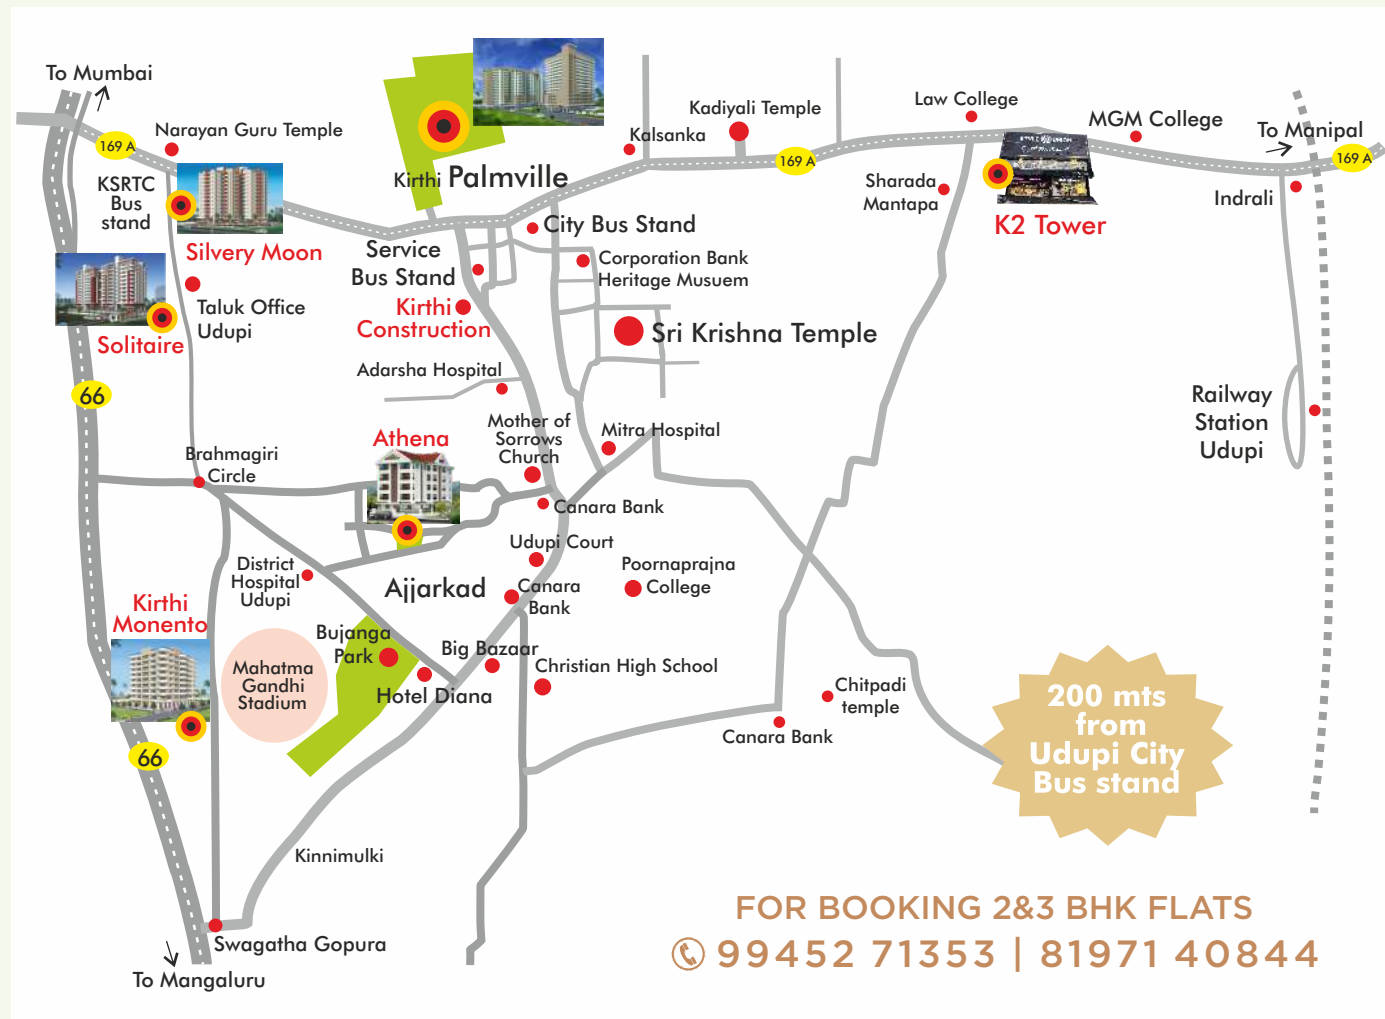 To Mumbai
169 A
Narayan Guru Temple
KSRTC
Bus
stand
Silvery Moon
Solitaire
Taluk Office
Udupi
66
Kirthi Palmville
Service
Bus Stand
City Bus Stand
Corporation Bank
Heritage Musuem
Kirthi
Construction
Sri Krishna Temple
Adarsha Hospital
Kalsanka
Kadiyali Temple
169 A
Law College
MGM College
To Manipal
169 A
Sharada
Mantapa
K2 Tower
Indrali
Railway
Station
Udupi
Brahmagiri
Circle
Athena
Mother of
Sorrows
Church
Mitra Hospital
Canara Bank
Udupi Court
Poornaprajna
College
District
Hospital
Udupi
Ajjarkad
Canara
Bank
Kirthi
Monento
Mahatma
Gandhi
Stadium
Bujanga
Park
Big Bazaar
Hotel Diana
Christian High School
Chitpadi
temple
Canara Bank
66
200 mts
from
Udupi City
Bus stand
Kinnimulki
Swagatha Gopura
To Mangaluru
FOR BOOKING 2&3 BHK FLATS
99452 71353 | 81971 40844